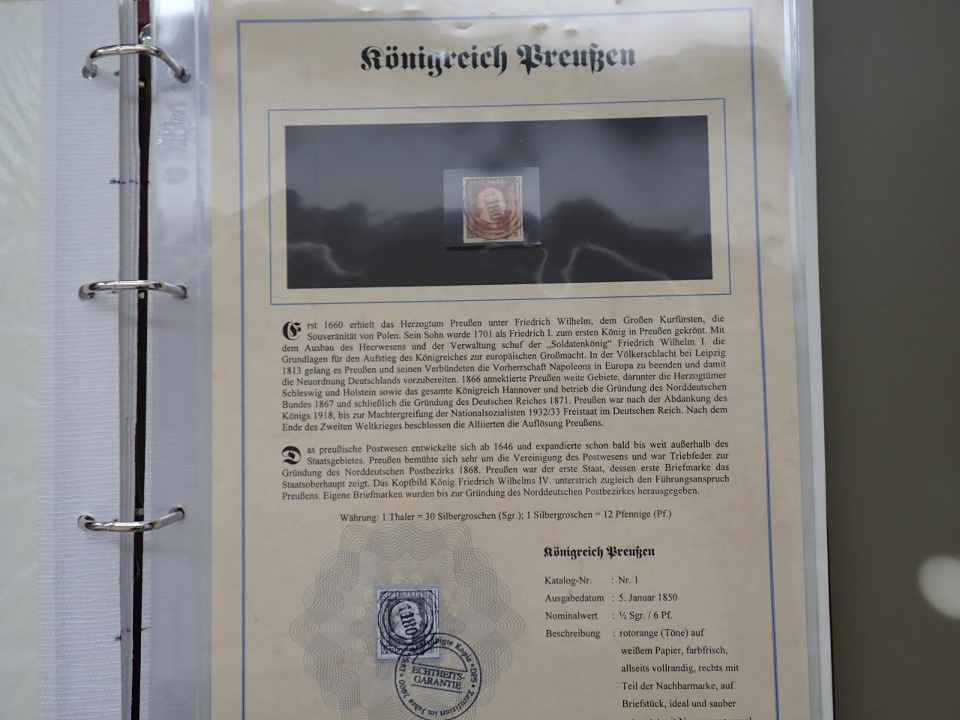 Königreich Preußen
Erst 1660 erhielt das Herzogtum Preußen unter Friedrich Wilhelm, dem Großen Kurfürsten, die
Souveränität von Polen. Sein Sohn wurde 1701 als Friedrich I. zum ersten König in Preußen gekrönt. Mit
dem Ausbau des Heerwesens und der Verwaltung schuf der „Soldatenkönig" Friedrich Wilhelm I. die
Grundlagen für den Aufstieg des Königreiches zur europäischen Großmacht. In der Völkerschlacht bei Leipzig
1813 gelang es Preußen und seinen Verbündeten die Vorherrschaft Napoleons in Europa zu beenden und damit
die Neuordnung Deutschlands vorzubereiten. 1866 annektierte Preußen weite Gebiete, darunter die Herzogtümer
Schleswig und Holstein sowie das gesamte Königreich Hannover und betrieb die Gründung des Norddeutschen
Bundes 1867 und schließlich die Gründung des Deutschen Reiches 1871. Preußen war nach der Abdankung des
Königs 1918, bis zur Machtergreifung der Nationalsozialisten 1932/33 Freistaat im Deutschen Reich. Nach dem
Ende des Zweiten Weltkrieges beschlossen die Alliierten die Auflösung Preußens.
Das preußische Postwesen entwickelte sich ab 1646 und expandierte schon bald bis weit außerhalb des
Staatsgebietes. Preußen bemühte sich sehr um die Vereinigung des Postwesens und war Triebfeder zur
Gründung des Norddeutschen Postbezirks 1868. Preußen war der erste Staat, dessen erste Briefmarke das
Staatsoberhaupt zeigt. Das Kopfbild König Friedrich Wilhelms IV. unterstrich zugleich den Führungsanspruch
Preußens. Eigene Briefmarken wurden bis zur Gründung des Norddeutschen Postbezirkes herausgegeben.
Währung: 1 Thaler = 30 Silbergroschen (Sgr.); 1 Silbergroschen = 12 Pfennige (Pf.)
Königreich Preußen
Katalog-Nr. : Nr. 1
Ausgabedatum : 5. Januar 1850
Nominalwert : ½ Sgr. / 6 Pf.
Beschreibung : rotorange (Töne) auf
weißem Papier, farbfrisch,
allseits vollrandig, rechts mit
Teil der Nachbarmarke, auf
Briefstück, ideal und sauber
1180
ECHTHEITS-
GARANTIE